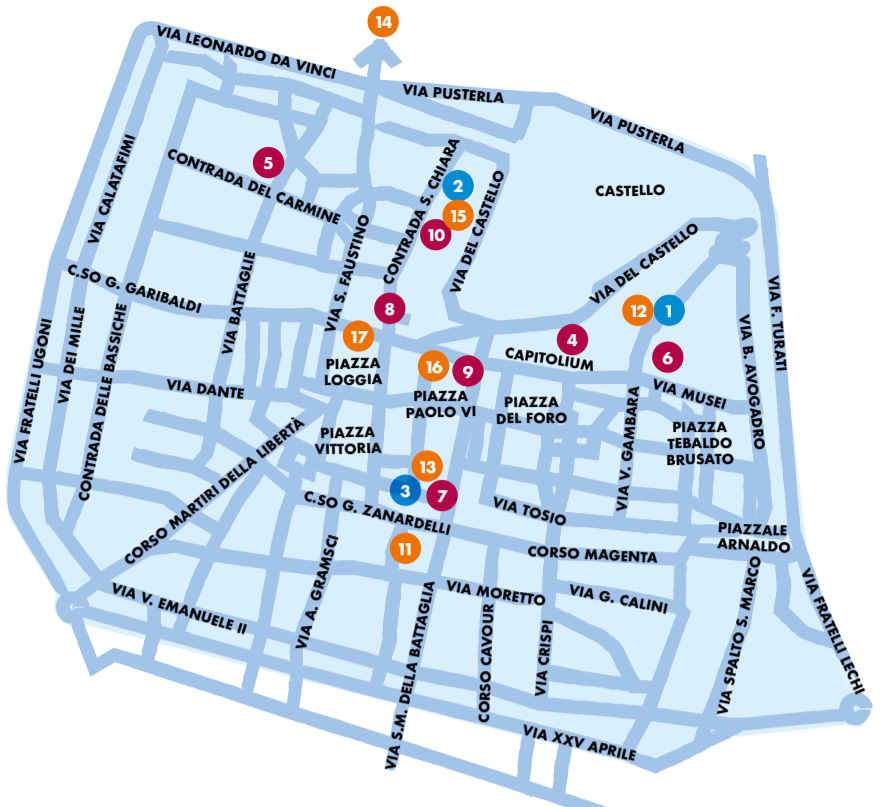 14
VIA LEONARDO DA VINCI
VIA PUSTERLA
VIA PUSTERLA
VIA CALATAFIMI
5
CONTRADA DEL CARMINE
CONTRADA S. CHIARA
2
15
10
VIA DEL CASTELLO
CASTELLO
VIA S. FAUSTINO
VIA BATTAGLIE
VIA DEL CASTELLO
C.SO G. GARIBALDI
8
12
1
17
4
CAPITOLIUM
6
VIA F. TURATI
VIA B. AVOGADRO
VIA FRATELLI UGONI
VIA DEI MILLE
CONTRADA DELLE BASSICHE
PIAZZA
LOGGIA
16
9
PIAZZA
PAOLO VI
PIAZZA
DEL FORO
VIA MUSEI
VIA DANTE
VIA V. GAMBARA
PIAZZA
TEBALDO
BRUSATO
PIAZZA
VITTORIA
CORSO MARTIRI DELLA LIBERTÀ
13
3
7
C.SO G. ZANARDELLI
VIA TOSIO
11
CORSO MAGENTA
PIAZZALE
ARNALDO
VIA A. GRAMSCI
VIA MORETTO
VIA G. CALINI
VIA V. EMANUELE II
VIA S.M. DELLA BATTAGLIA
CORSO CAVOUR
VIA CRISPI
VIA SPALTO S. MARCO
VIA FRATELLI LECHI
VIA XXV APRILE